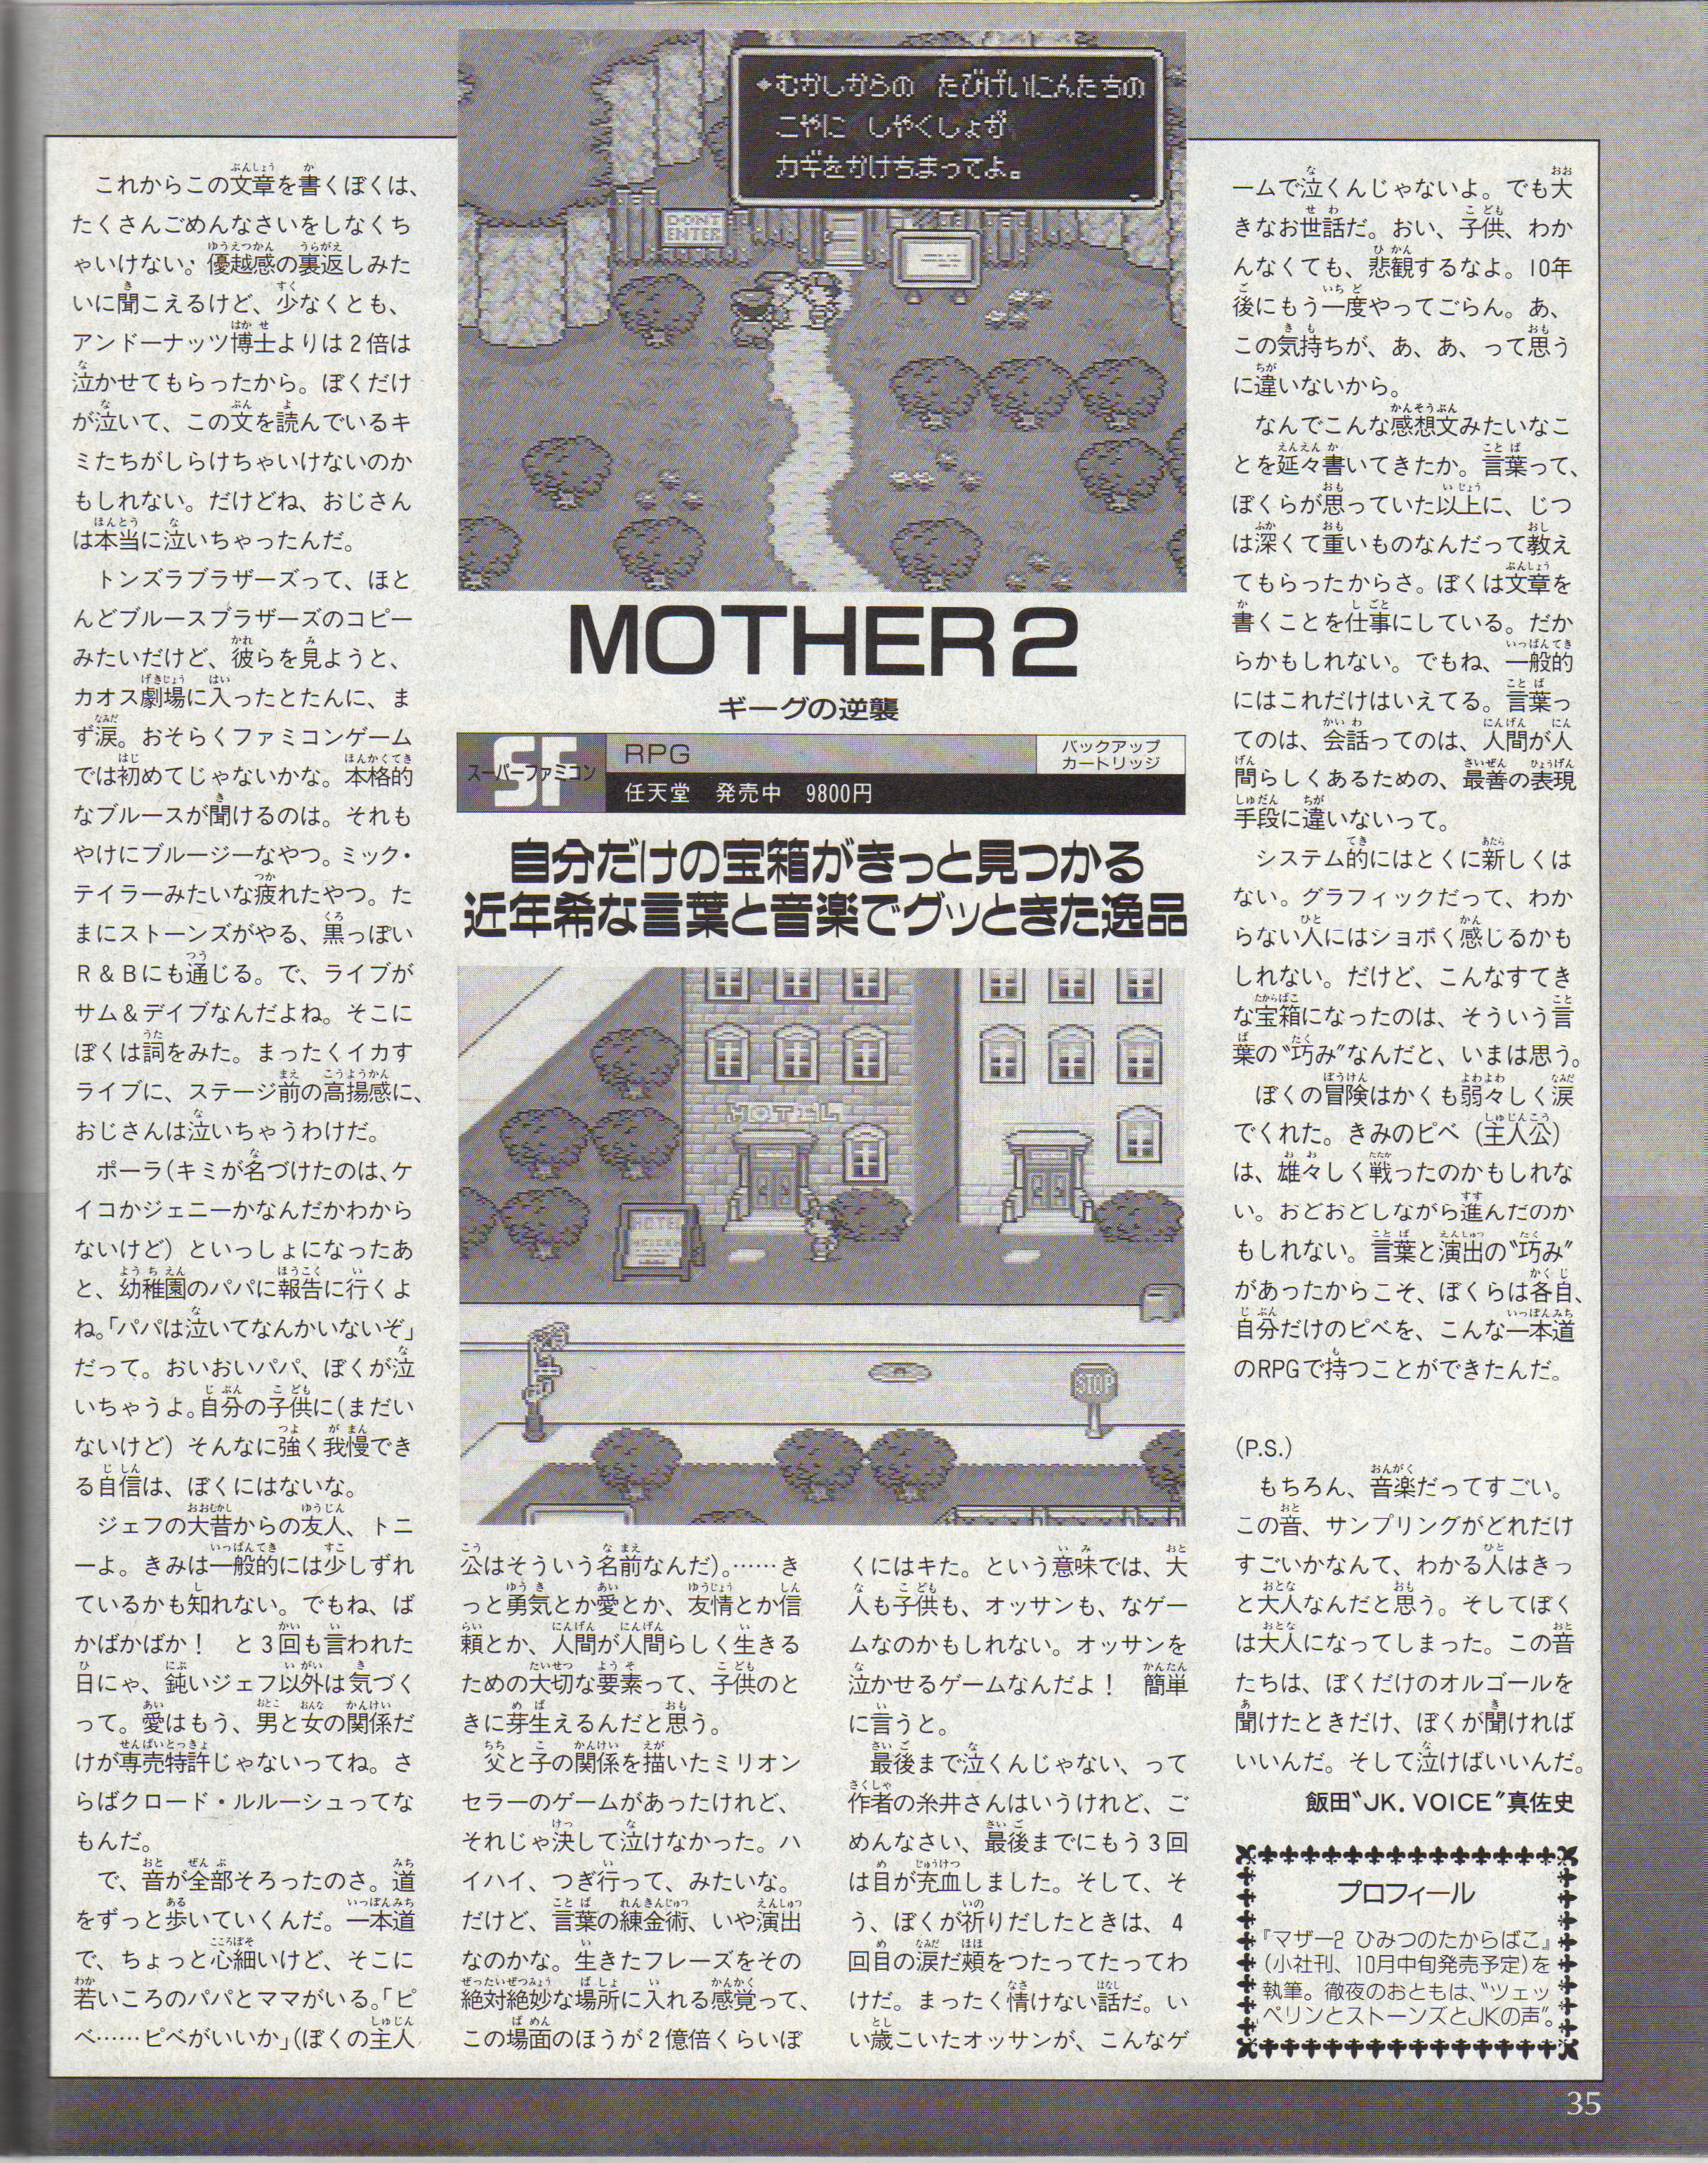 ◆むかしからの　たびげいにんたちの
こやに　しやくしょが
カギをかけちまってよ。
DON'T
ENTER
MOTHER2
ギーグの逆襲
SF
スーパーファミコン
RPG
バックアップ
カートリッジ
任天堂　発売中　9800円
自分だけの宝箱がきっと見つかる
近年希な言葉と音楽でグッときた逸品
HOTEL
HOTEL
STOP
これからこの文章を書くぼくは、
たくさんごめんなさいをしなくち
ゃいけない。優越感の裏返しみた
いに聞こえるけど、少なくとも、
アンドーナッツ博士よりは2倍は
泣かせてもらったから。ぼくだけ
が泣いて、この文を読んでいるキ
ミたちがしらけちゃいけないのか
もしれない。だけどね、おじさん
は本当に泣いちゃったんだ。
トンズラブラザーズって、ほと
んどブルースブラザーズのコピー
みたいだけど、彼らを見ようと、
カオス劇場に入ったとたんに、ま
ず涙。おそらくファミコンゲーム
では初めてじゃないかな。本格的
なブルースが聞けるのは。それも
やけにブルージーなやつ。ミック・
テイラーみたいな疲れたやつ。た
まにストーンズがやる、黒っぽい
R＆Bにも通じる。で、ライブが
サム＆デイブなんだよね。そこに
ぼくは詞をみた。まったくイカす
ライブに、ステージ前の高揚感に、
おじさんは泣いちゃうわけだ。
ポーラ（キミが名づけたのは、ケ
イコかジェニーかなんだかわから
ないけど）といっしょになったあ
と、幼稚園のパパに報告に行くよ
ね。「パパは泣いてなんかいないぞ」
だって。おいおいパパ、ぼくが泣
いちゃうよ。自分の子供に（まだい
ないけど）そんなに強く我慢でき
る自信は、ぼくにはないな。
ジェフの大昔からの友人、トニ
ーよ。きみは一般的には少しずれ
ているかも知れない。でもね、ば
かばかばか！　と3回も言われた
日にゃ、鈍いジェフ以外は気づく
って。愛はもう、男と女の関係だ
けが専売特許じゃないってね。さ
らばクロード・ルルーシュってな
もんだ。
で、音が全部そろったのさ。道
をずっと歩いていくんだ。一本道
で、ちょっと心細いけど、そこに
若いころのパパとママがいる。「ピ
ベ……ピベがいいか」（ぼくの主人
公はそういう名前なんだ）。……き
っと勇気とか愛とか、友情とか信
頼とか、人間が人間らしく生きる
ための大切な要素って、子供のと
きに芽生えるんだと思う。
父と子の関係を描いたミリオン
セラーのゲームがあったけれど、
それじゃ決して泣けなかった。ハ
イハイ、つぎ行って、みたいな。
だけど、言葉の錬金術、いや演出
なのかな。生きたフレーズをその
絶対絶妙な場所に入れる感覚って、
この場面のほうが2億倍くらいぼ
くにはキた。という意味では、大
人も子供も、オッサンも、なゲー
ムなのかもしれない。オッサンを
泣かせるゲームなんだよ！　簡単
に言うと。
最後まで泣くんじゃない、って
作者の糸井さんはいうけれど、ご
めんなさい、最後までにもう3回
は目が充血しました。そして、そ
う、ぼくが祈りだしたときは、4
回目の涙だ頬をつたってたってわ
けだ。まったく情けない話だ。い
い歳こいたオッサンが、こんなゲ
ームで泣くんじゃないよ。でも大
きなお世話だ。おい、子供、わか
んなくても、悲観するなよ。10年
後にもう一度やってごらん。あ、
この気持ちが、あ、あ、って思う
に違いないから。
なんでこんな感想文みたいなこ
とを延々書いてきたか。言葉って、
ぼくらが思っていた以上に、じつ
は深くて重いものなんだって教え
てもらったからさ。ぼくは文章を
書くことを仕事にしている。だか
らかもしれない。でもね、一般的
にはこれだけはいえてる。言葉っ
てのは、会話ってのは、人間が人
間らしくあるための、最善の表現
手段に違いないって。
システム的にはとくに新しくは
ない。グラフィックだって、わか
らない人にはショボく感じるかも
しれない。だけど、こんなすてき
な宝箱になったのは、そういう言
葉の〝巧み〟なんだと、いまは思う。
ぼくの冒険はかくも弱々しく涙
でくれた。きみのピベ（主人公）
は、雄々しく戦ったのかもしれな
い。おどおどしながら進んだのか
もしれない。言葉と演出の〝巧み〟
があったからこそ、ぼくらは各自、
自分だけのピベを、こんな一本道
のRPGで持つことができたんだ。
（P.S.）
もちろん、音楽だってすごい。
この音、サンプリングがどれだけ
すごいかなんて、わかる人はきっ
と大人なんだと思う。そしてぼく
は大人になってしまった。この音
たちは、ぼくだけのオルゴールを
聞けたときだけ、ぼくが聞ければ
いいんだ。そして泣けばいいんだ。
飯田〝JK. VOICE〟真佐史
プロフィール
『マザー2 ひみつのたからばこ』
（小社刊、10月中旬発売予定）を
執筆。徹夜のおともは、〝ツェッ
ペリンとストーンズとJKの声〟。
35